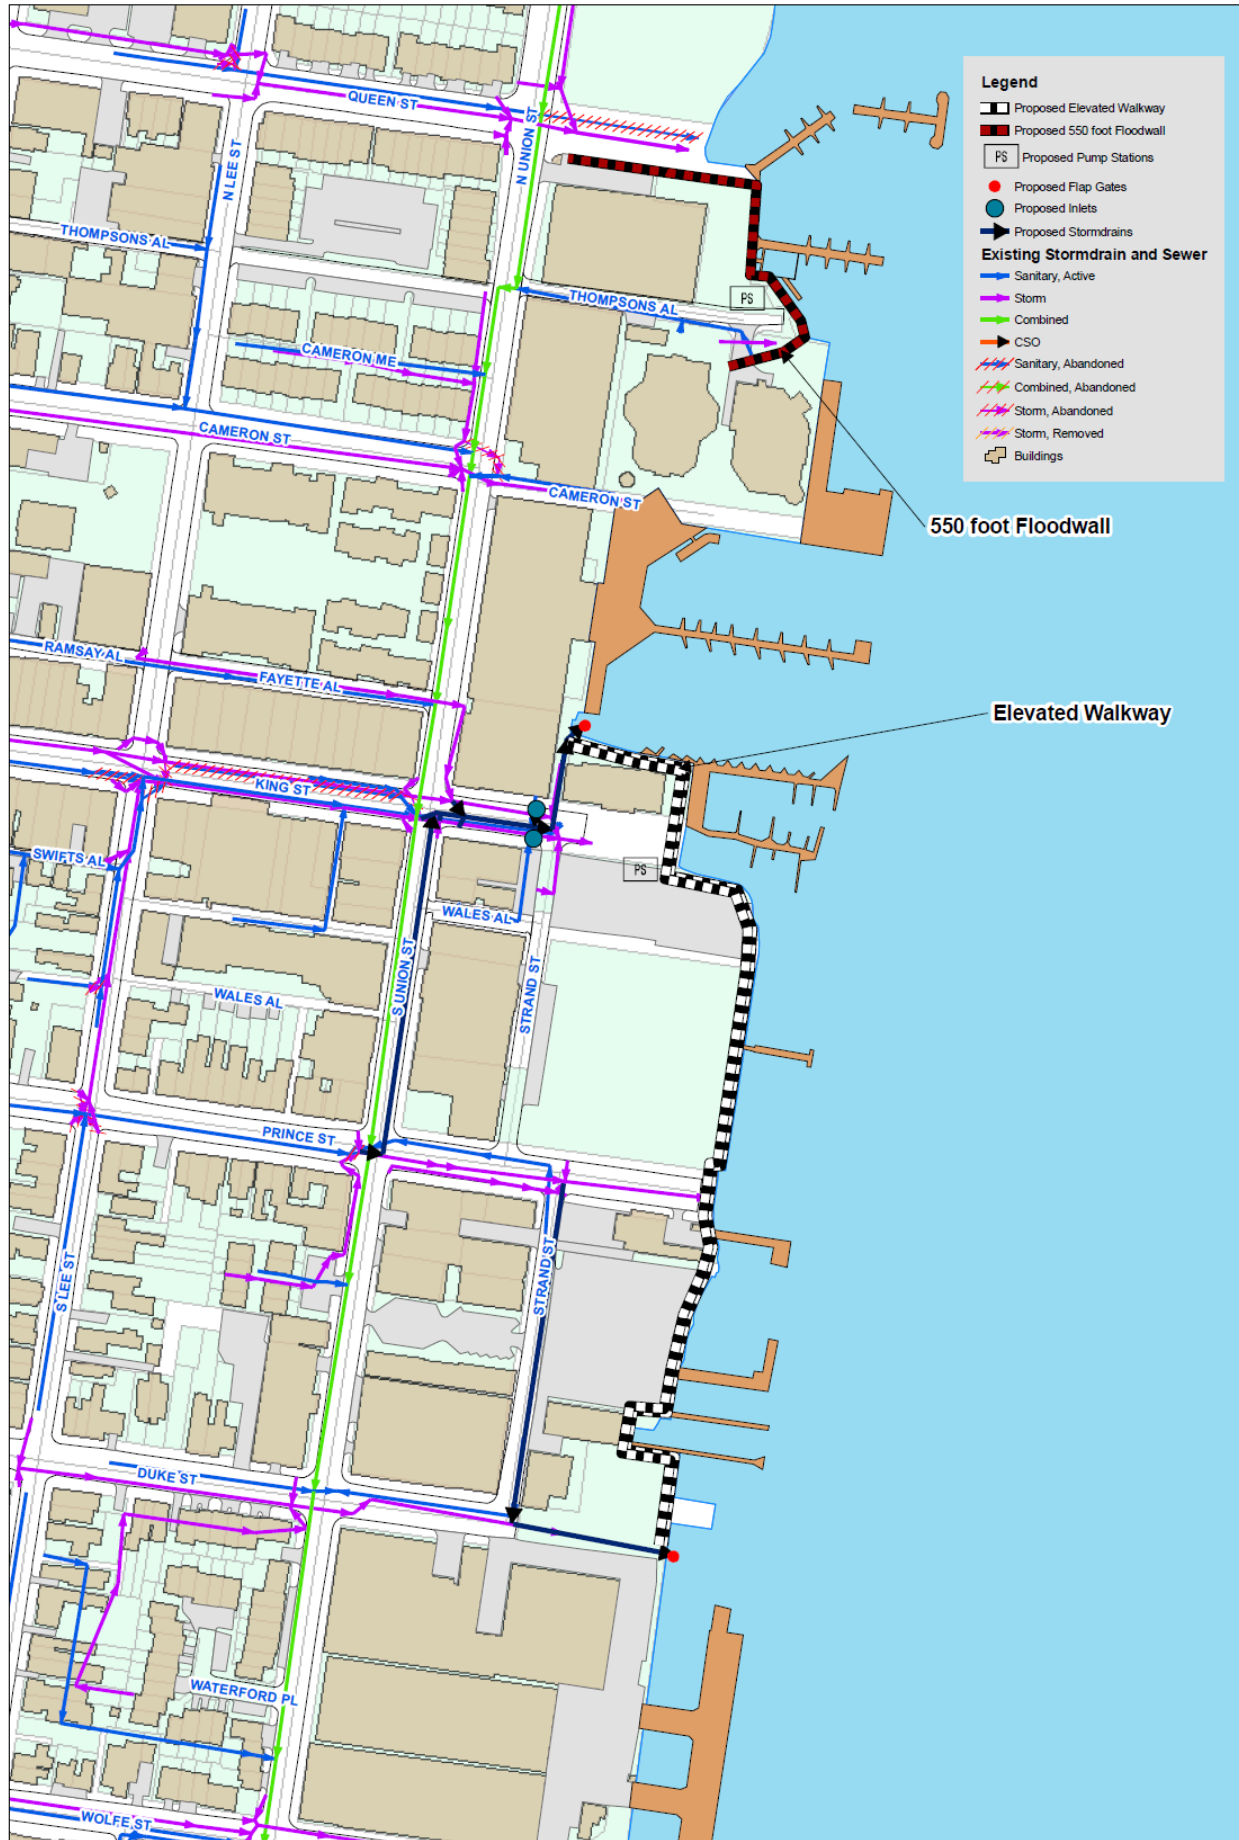 Legend
Proposed Elevated Walkway
Proposed 550 foot Floodwall
PS Proposed Pump Stations
Proposed Flap Gates
Proposed Inlets
Proposed Stormdrains
Existing Stormdrain and Sewer
Sanitary, Active
Storm
Combined
CSO
Sanitary, Abandoned
Combined, Abandoned
Storm, Abandoned
Storm, Removed
Buildings
QUEEN ST
N UNION ST
N LEE ST
THOMPSONS AL
THOMPSONS AL
PS
CAMERON ME
CAMERON ST
CAMERON ST
550 foot Floodwall
RAMSAY AL
FAYETTE AL
Elevated Walkway
KING ST
SWIFTS AL
PS
WALES AL
S UNION ST
STRAND ST
WALES AL
PRINCE ST
S LEE ST
STRAND ST
DUKE ST
WATERFORD PL
WOLFE ST